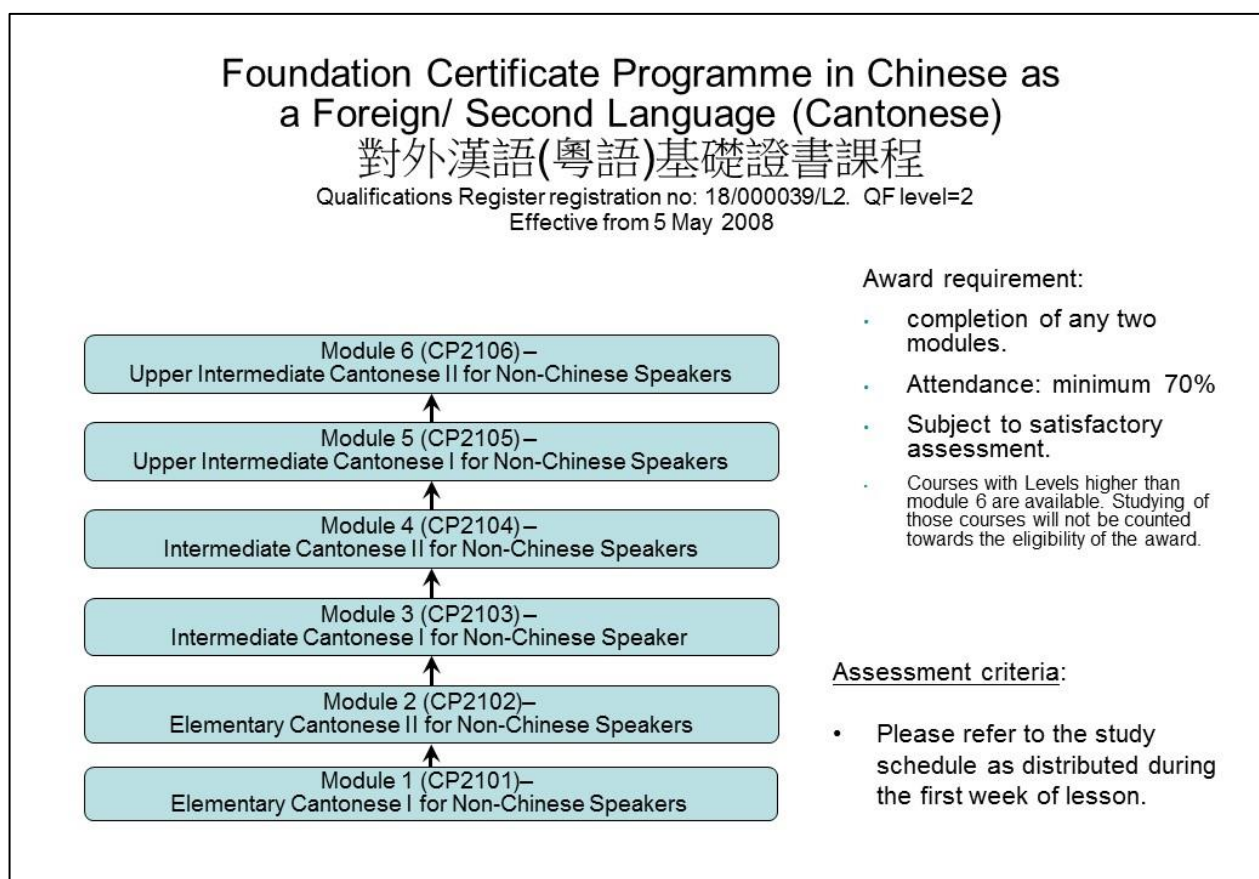 Foundation Certificate Programme in Chinese as
a Foreign/ Second Language (Cantonese)
對外漢語(粵語)基礎證書課程
Qualifications Register registration no: 18/000039/L2.  QF level=2
Effective from 5 May 2008
Module 6 (CP2106)–
Upper Intermediate Cantonese II for Non-Chinese Speakers
Module 5 (CP2105)–
Upper Intermediate Cantonese I for Non-Chinese Speakers
Module 4 (CP2104)–
Intermediate Cantonese II for Non-Chinese Speakers
Module 3 (CP2103)–
Intermediate Cantonese I for Non-Chinese Speaker
Module 2 (CP2102)–
Elementary Cantonese II for Non-Chinese Speakers
Module 1 (CP2101)–
Elementary Cantonese I for Non-Chinese Speakers
Award requirement:
• completion of any two
modules.
• Attendance: minimum 70%
• Subject to satisfactory
assessment.
• Courses with Levels higher than
module 6 are available. Studying of
those courses will not be counted
towards the eligibility of the award.
Assessment criteria:
• Please refer to the study
schedule as distributed during
the first week of lesson.